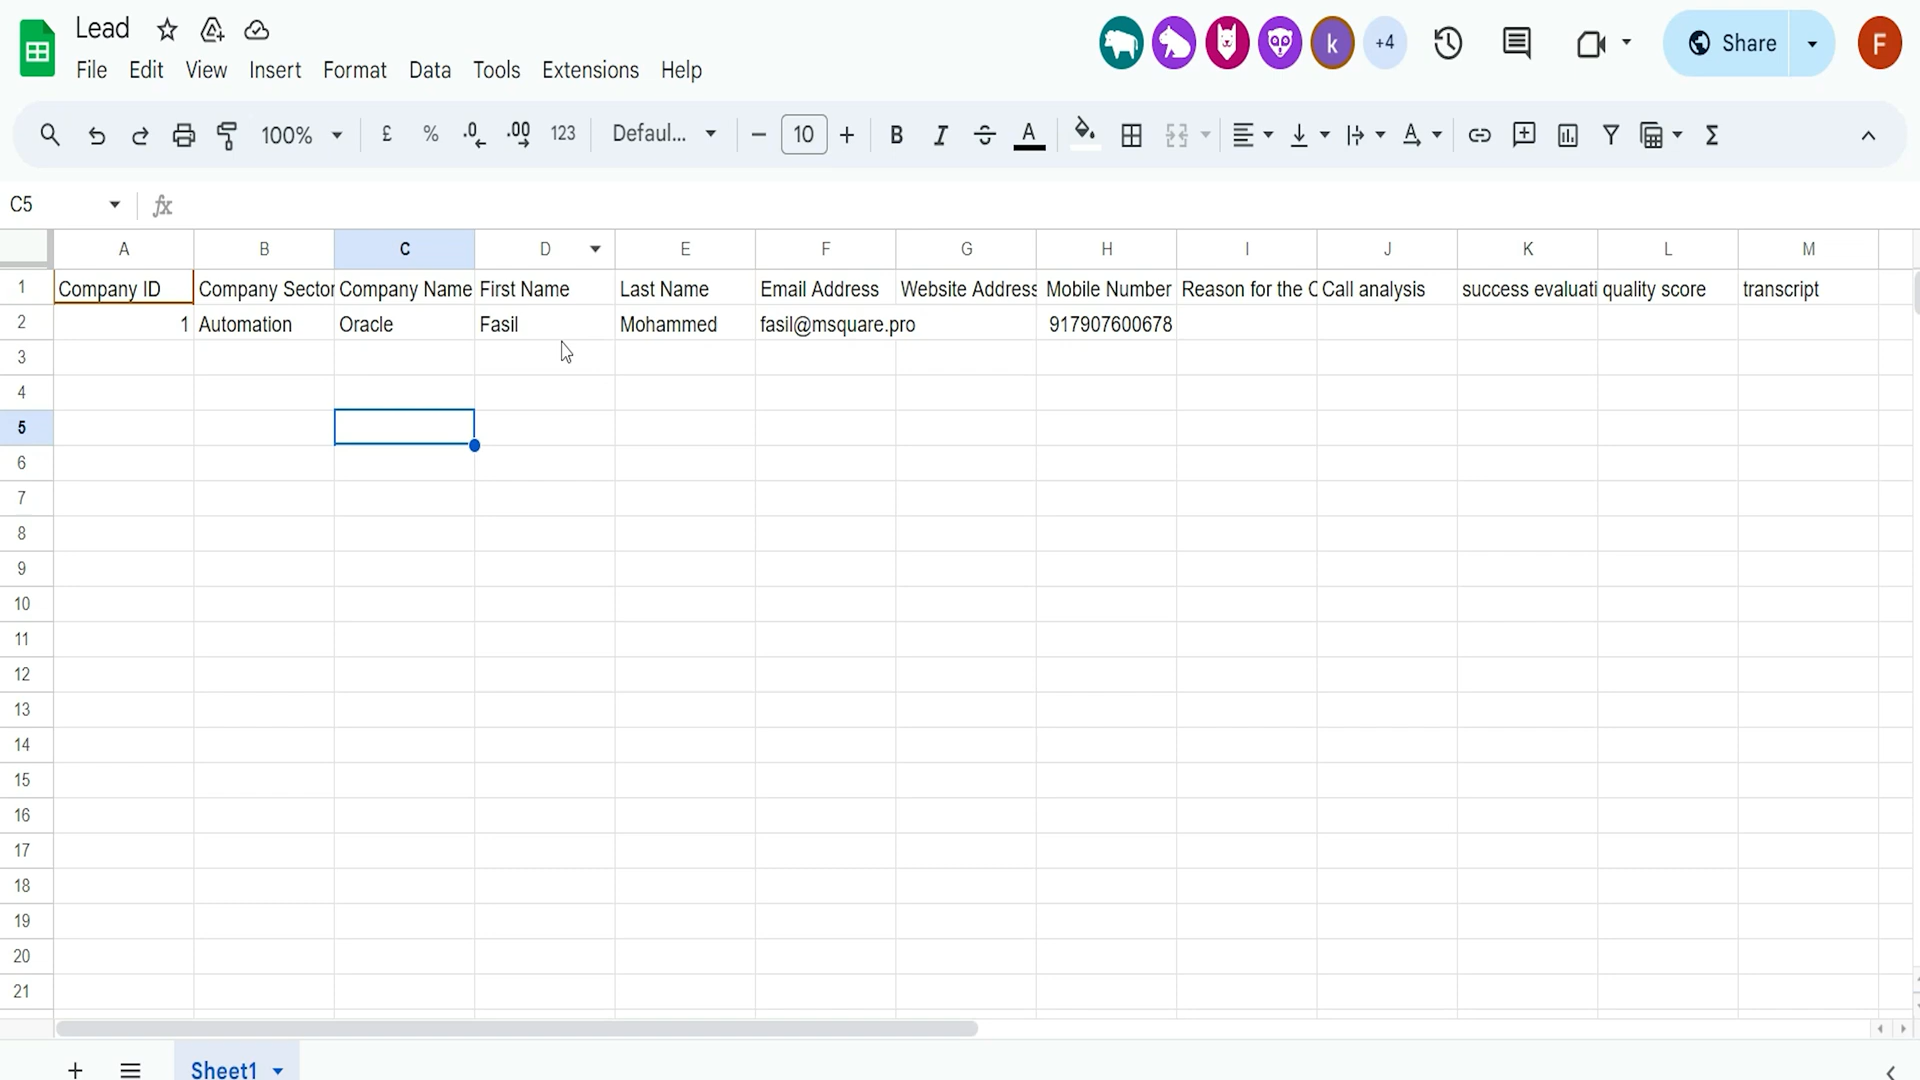 Lead
File Edit View Insert Format Data Tools Extensions Help
k +4 Share F
100% £ % .0 .00 123 Defaul... 10 B I A Σ
C5 fx
A B C D E F G H I J K L M
1 Company ID Company Sector Company Name First Name Last Name Email Address Website Address Mobile Number Reason for the C Call analysis success evaluati quality score transcript
2 1 Automation Oracle Fasil Mohammed fasil@msquare.pro 917907600678
3
4
5
6
7
8
9
10
11
12
13
14
15
16
17
18
19
20
21
Sheet1